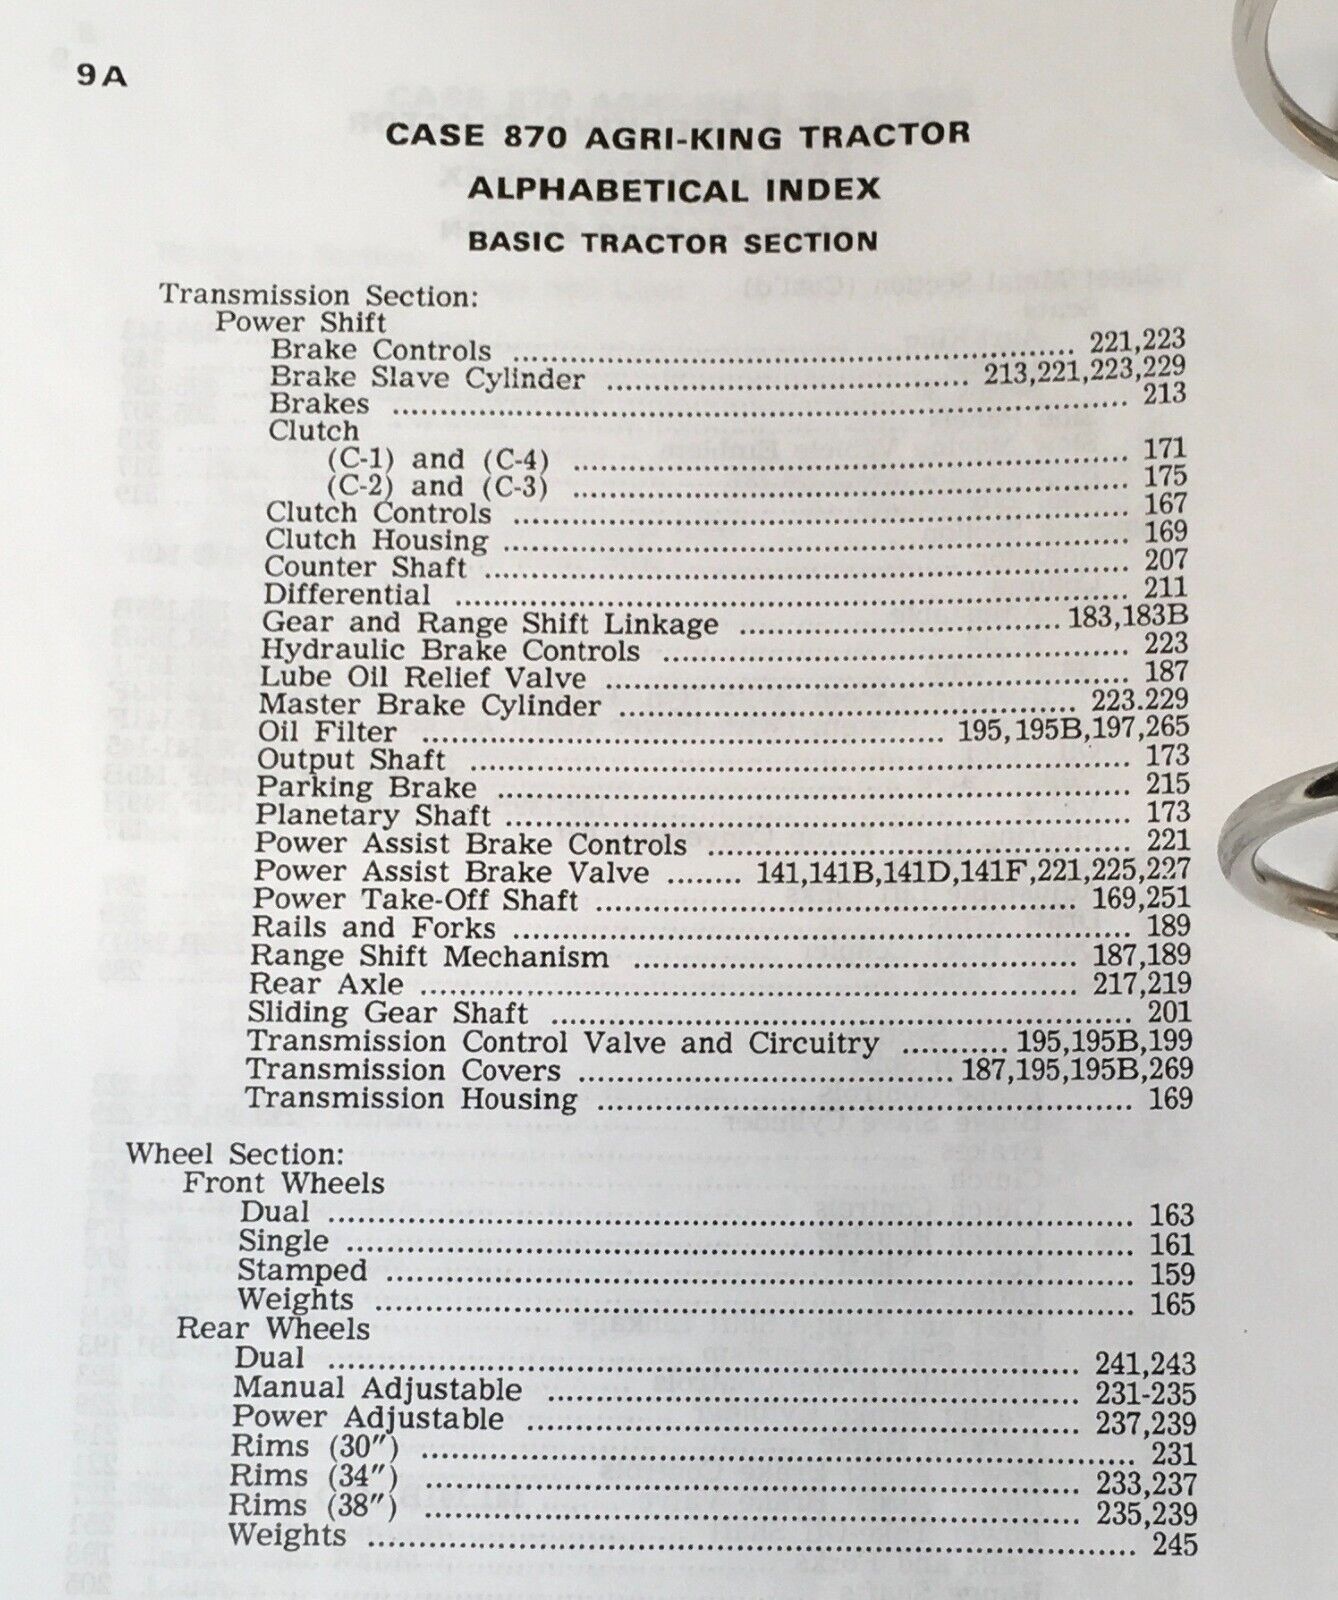 9A
CASE 870 AGRI-KING TRACTOR
ALPHABETICAL INDEX
BASIC TRACTOR SECTION
Transmission Section:
Power Shift
Brake Controls ........ 221,223
Brake Slave Cylinder ........ 213,221,223,229
Brakes ........ 213
Clutch
(C-1) and (C-4) ........ 171
(C-2) and (C-3) ........ 175
Clutch Controls ........ 167
Clutch Housing ........ 169
Counter Shaft ........ 207
Differential ........ 211
Gear and Range Shift Linkage ........ 183,183B
Hydraulic Brake Controls ........ 223
Lube Oil Relief Valve ........ 187
Master Brake Cylinder ........ 223.229
Oil Filter ........ 195,195B,197,265
Output Shaft ........ 173
Parking Brake ........ 215
Planetary Shaft ........ 173
Power Assist Brake Controls ........ 221
Power Assist Brake Valve ........ 141,141B,141D,141F,221,225,227
Power Take-Off Shaft ........ 169,251
Rails and Forks ........ 189
Range Shift Mechanism ........ 187,189
Rear Axle ........ 217,219
Sliding Gear Shaft ........ 201
Transmission Control Valve and Circuitry ........ 195,195B,199
Transmission Covers ........ 187,195,195B,269
Transmission Housing ........ 169
Wheel Section:
Front Wheels
Dual ........ 163
Single ........ 161
Stamped ........ 159
Weights ........ 165
Rear Wheels
Dual ........ 241,243
Manual Adjustable ........ 231-235
Power Adjustable ........ 237,239
Rims (30″) ........ 231
Rims (34″) ........ 233,237
Rims (38″) ........ 235,239
Weights ........ 245